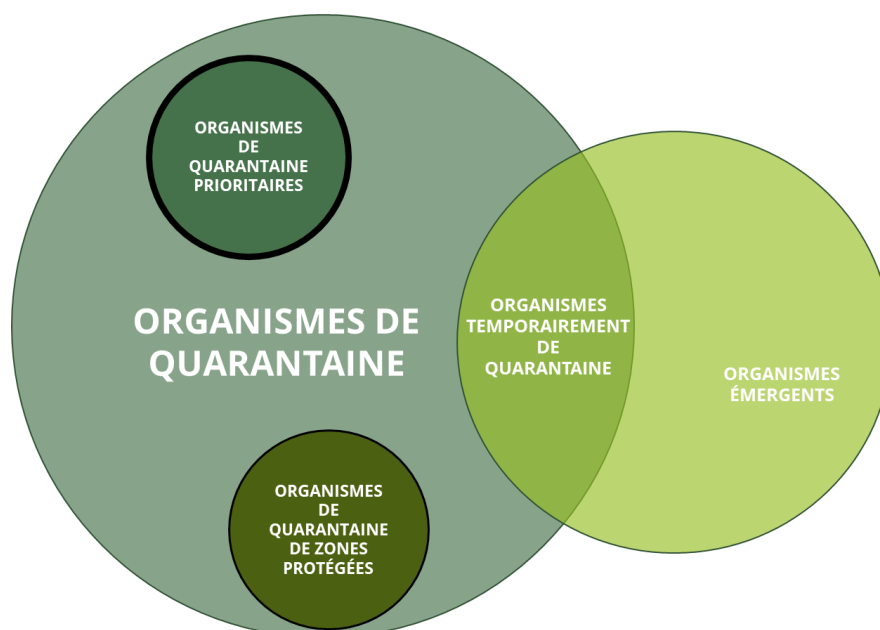 ORGANISMES
DE
QUARANTAINE
PRIORITAIRES
ORGANISMES DE
QUARANTAINE
ORGANISMES
TEMPORAIREMENT
DE
QUARANTAINE
ORGANISMES
ÉMERGENTS
ORGANISMES
DE
QUARANTAINE
DE ZONES
PROTÉGÉES